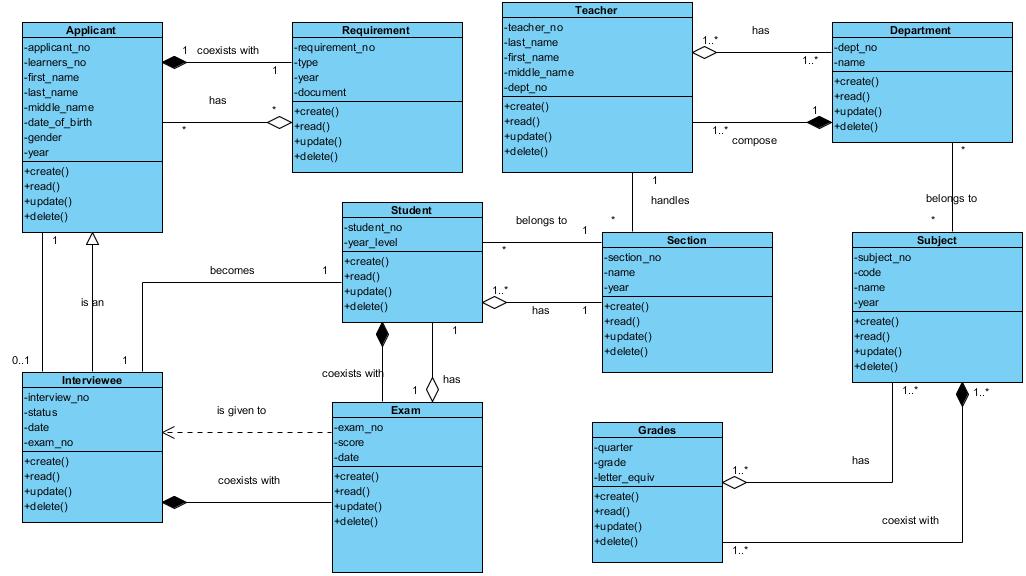 Applicant
-applicant_no
-learners_no
-first_name
-last_name
-middle_name
-date_of_birth
-gender
-year
+create()
+read()
+update()
+delete()
1
coexists with
1
has
*
*
Requirement
-requirement_no
-type
-year
-document
+create()
+read()
+update()
+delete()
Teacher
-teacher_no
-last_name
-first_name
-middle_name
-dept_no
+create()
+read()
+update()
+delete()
has
1..*
1..*
1
1..*
compose
Department
-dept_no
-name
+create()
+read()
+update()
+delete()
1
handles
*
*
belongs to
*
1
is an
0..1
becomes
1
1
Student
-student_no
-year_level
+create()
+read()
+update()
+delete()
belongs to
1
*
1..*
has
1
Section
-section_no
-name
-year
+create()
+read()
+update()
+delete()
Subject
-subject_no
-code
-name
-year
+create()
+read()
+update()
+delete()
1
coexists with
has
1
Interviewee
-interview_no
-status
-date
-exam_no
+create()
+read()
+update()
+delete()
is given to
coexists with
Exam
-exam_no
-score
-date
+create()
+read()
+update()
+delete()
Grades
-quarter
-grade
-letter_equiv
+create()
+read()
+update()
+delete()
1..*
1..*
has
1..*
coexist with
1..*